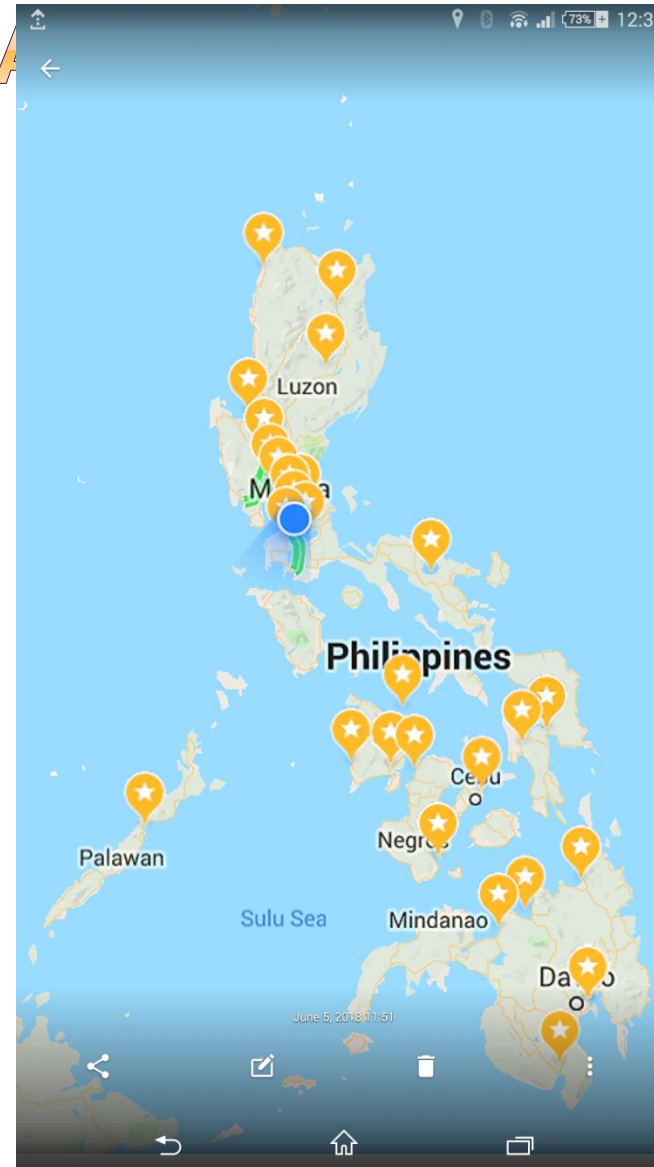 73% 12:3
Luzon
Philippines
Cebu
Palawan
Negros
Sulu Sea
Mindanao
June 5, 2018 11:51